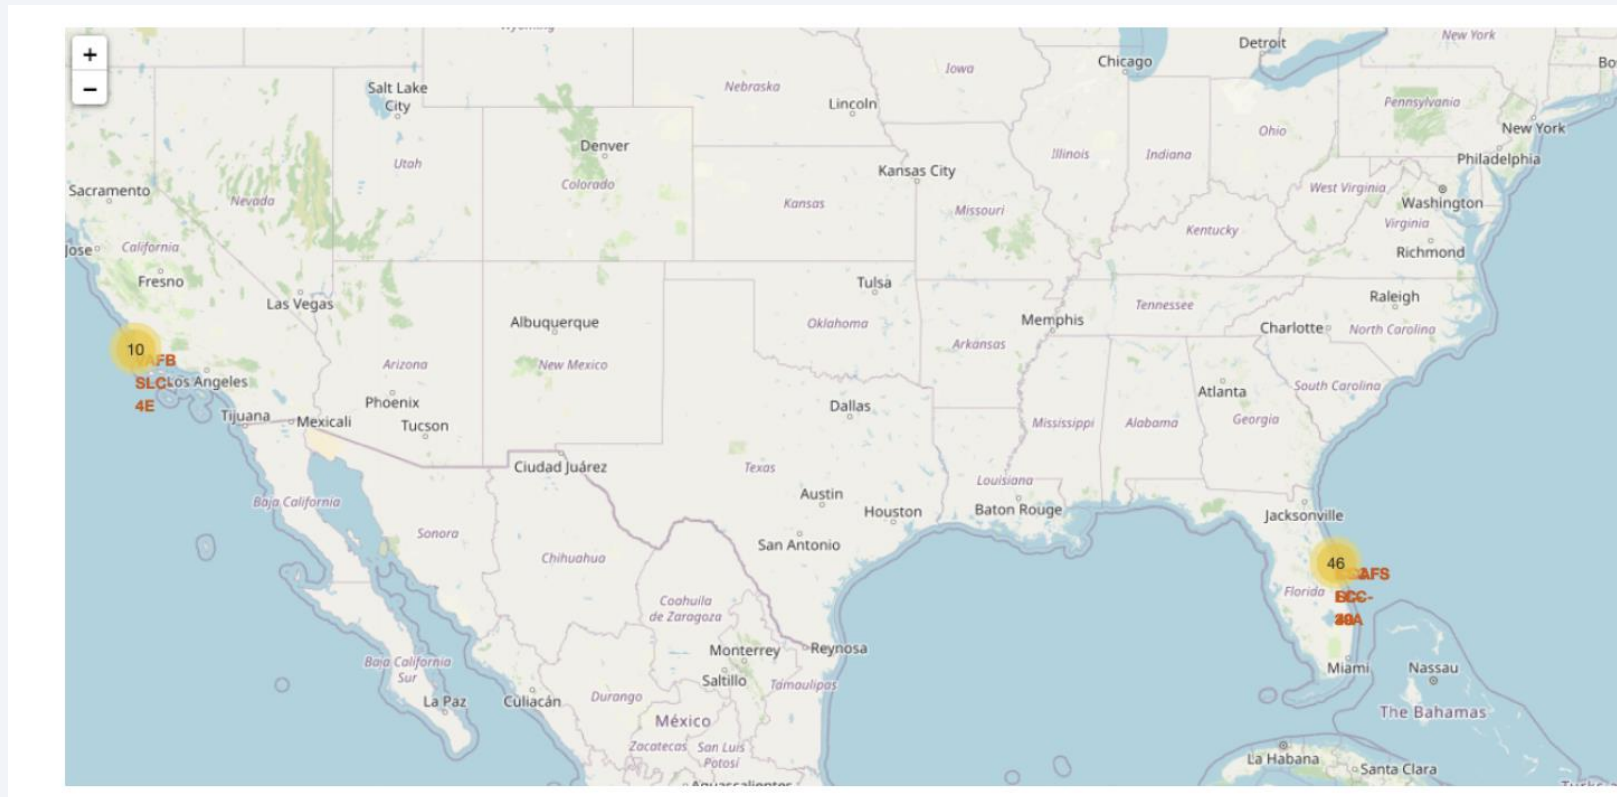 +
−
Wyoming
Detroit
New York
Chicago
Iowa
Salt Lake
City
Nebraska
Lincoln
Pennsylvania
New York
Ohio
Denver
Utah
Illinois
Indiana
Philadelphia
Kansas City
Colorado
Sacramento
Nevada
Kansas
Missouri
West Virginia
Washington
Virginia
Kentucky
Jose
California
Richmond
Fresno
Tulsa
Las Vegas
Raleigh
Tennessee
Albuquerque
Oklahoma
Memphis
Charlotte
North Carolina
Arkansas
10
VAFB
SLC-
4E
Los Angeles
Arizona
New Mexico
South Carolina
Atlanta
Phoenix
Dallas
Tijuana
Mexicali
Tucson
Mississippi
Alabama
Georgia
Ciudad Juárez
Texas
Louisiana
Austin
Baja California
Houston
Baton Rouge
Jacksonville
Sonora
San Antonio
Chihuahua
46
Florida
Coahuila
de Zaragoza
Monterrey
Reynosa
Miami
Nassau
Baja California
Sur
Saltillo
Tamaulipas
La Paz
Culiacán
Durango
México
The Bahamas
Zacatecas
San Luis
Potosí
La Habana
Santa Clara
Aguascalientes